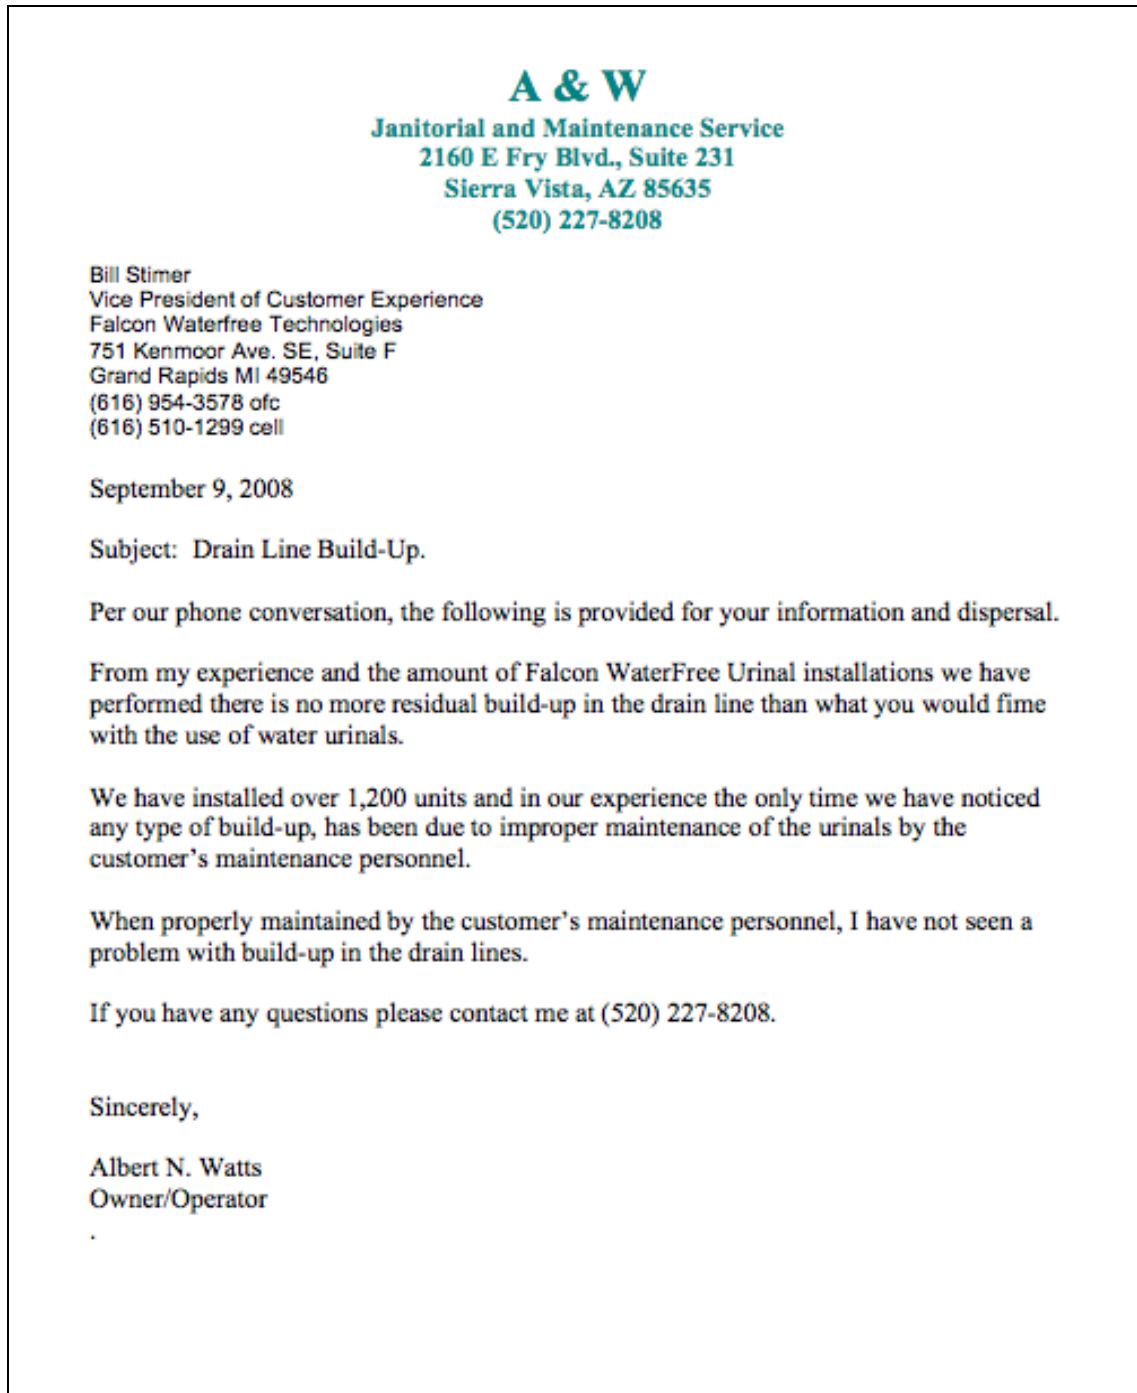 A & W
Janitorial and Maintenance Service
2160 E Fry Blvd., Suite 231
Sierra Vista, AZ 85635
(520) 227-8208
Bill Stimer
Vice President of Customer Experience
Falcon Waterfree Technologies
751 Kenmoor Ave. SE, Suite F
Grand Rapids MI 49546
(616) 954-3578 ofc
(616) 510-1299 cell
September 9, 2008
Subject:  Drain Line Build-Up.
Per our phone conversation, the following is provided for your information and dispersal.
From my experience and the amount of Falcon WaterFree Urinal installations we have
performed there is no more residual build-up in the drain line than what you would fime
with the use of water urinals.
We have installed over 1,200 units and in our experience the only time we have noticed
any type of build-up, has been due to improper maintenance of the urinals by the
customer’s maintenance personnel.
When properly maintained by the customer’s maintenance personnel, I have not seen a
problem with build-up in the drain lines.
If you have any questions please contact me at (520) 227-8208.
Sincerely,
Albert N. Watts
Owner/Operator
.